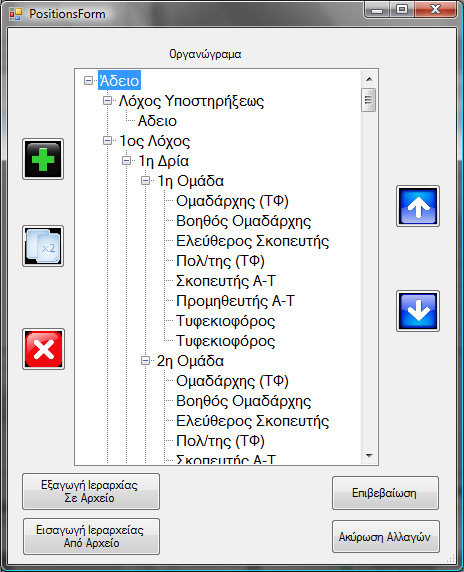 PositionsForm
Οργανώγραμα
Άδειο
Λόχος Υποστηρήξεως
Αδειο
1ος Λόχος
1η Δρία
1η Ομάδα
Ομαδάρχης (ΤΦ)
Βοηθός Ομαδάρχης
Ελεύθερος Σκοπευτής
Πολ/της (ΤΦ)
Σκοπευτής Α-Τ
Προμηθευτής Α-Τ
Τυφεκιοφόρος
Τυφεκιοφόρος
2η Ομάδα
Ομαδάρχης (ΤΦ)
Βοηθός Ομαδάρχης
Ελεύθερος Σκοπευτής
Πολ/της (ΤΦ)
Σκοπευτής Α-Τ
x2
Εξαγωγή Ιεραρχίας
Σε Αρχείο
Επιβεβαίωση
Εισαγωγή Ιεραρχείας
Από Αρχείο
Ακύρωση Αλλαγών